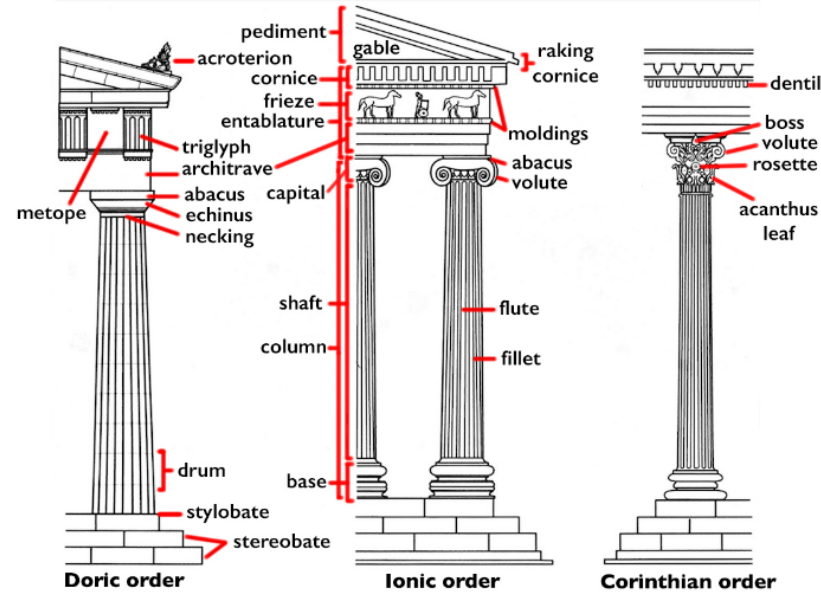 pediment
gable
acroterion
cornice
raking
cornice
frieze
entablature
dentil
moldings
boss
triglyph
volute
architrave
abacus
rosette
capital
volute
abacus
metope
echinus
acanthus
leaf
necking
shaft
flute
column
fillet
drum
base
stylobate
stereobate
Doric order
Ionic order
Corinthian order